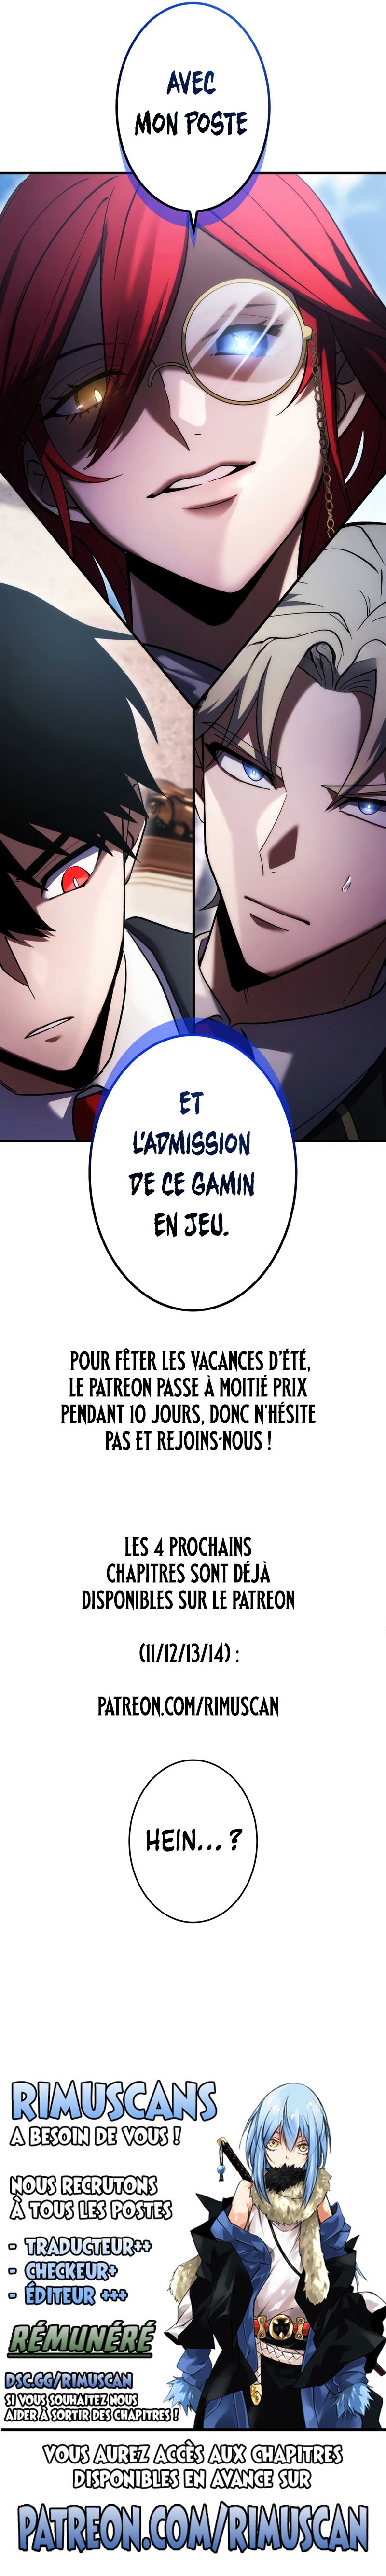 AVEC
MON POSTE
ET
L'ADMISSION
DE CE GAMIN
EN JEU.
POUR FÊTER LES VACANCES D'ÉTÉ,
LE PATREON PASSE À MOITIÉ PRIX
PENDANT 10 JOURS, DONC N'HÉSITE
PAS ET REJOINS-NOUS !
LES 4 PROCHAINS
CHAPITRES SONT DÉJÀ
DISPONIBLES SUR LE PATREON
(11/12/13/14) :
PATREON.COM/RIMUSCAN
HEIN...?
RIMUSCANS
A BESOIN DE VOUS !
NOUS RECRUTONS
À TOUS LES POSTES
- TRADUCTEUR++
- CHECKEUR+
- ÉDITEUR +++
RÉMUNÉRÉ
DSC.GG/RIMUSCAN
SI VOUS SOUHAITEZ NOUS
AIDER À SORTIR DES CHAPITRES !
VOUS AUREZ ACCÈS AUX CHAPITRES
DISPONIBLES EN AVANCE SUR
PATREON.COM/RIMUSCAN